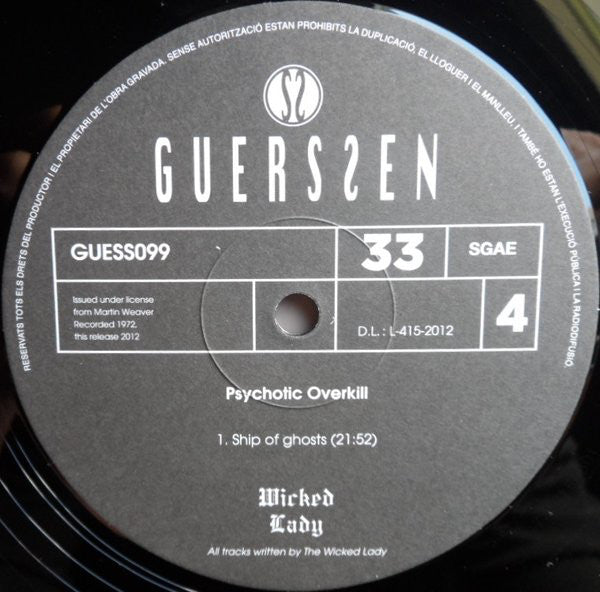 RESERVATS TOTS ELS DRETS DEL PRODUCTOR I EL PROPIETARI DE L'OBRA GRAVADA. SENSE AUTORITZACIÓ ESTAN PROHIBITS LA DUPLICACIÓ, EL LLOGUER I EL MANLLEU. I TAMBÉ HO ESTAN L'EXECUCIÓ PÚBLICA I LA RADIODIFUSIÓ.
GUERSSEN
GUESS099
33
SGAE
Issued under license
from Martin Weaver
Recorded 1972,
this release 2012
D.L.: L-415-2012
4
Psychotic Overkill
1. Ship of ghosts (21:52)
Wicked
Lady
All tracks written by The Wicked Lady